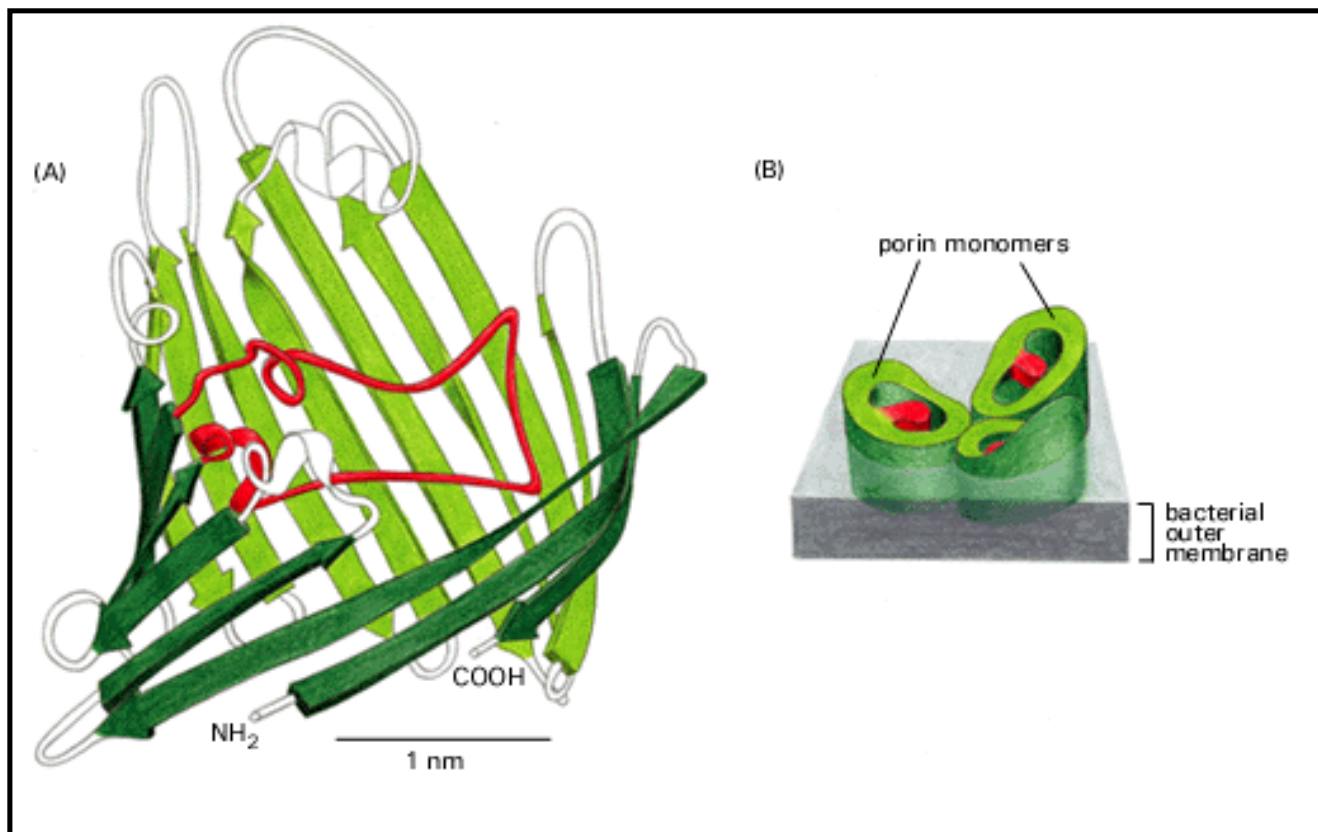 (A)
COOH
NH2
1 nm
(B)
porin monomers
bacterial
outer
membrane